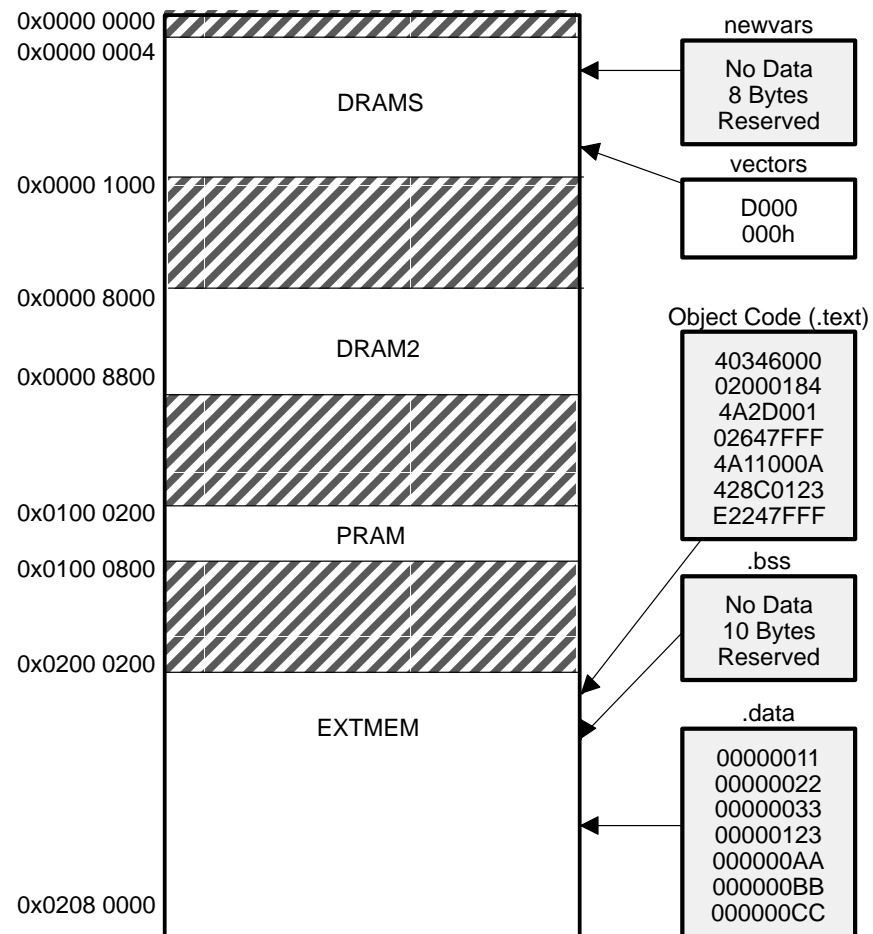 0x0000 0000
0x0000 0004
DRAMS
0x0000 1000
0x0000 8000
DRAM2
0x0000 8800
0x0100 0200
PRAM
0x0100 0800
0x0200 0200
EXTMEM
0x0208 0000
newvars
No Data
8 Bytes
Reserved
vectors
D000
000h
Object Code (.text)
40346000
02000184
4A2D001
02647FFF
4A11000A
428C0123
E2247FFF
.bss
No Data
10 Bytes
Reserved
.data
00000011
00000022
00000033
00000123
000000AA
000000BB
000000CC